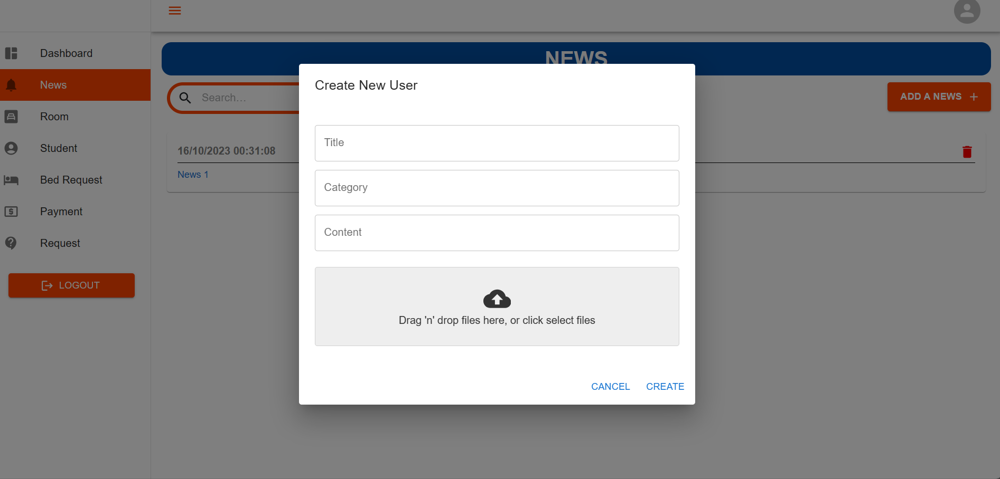 Dashboard
News
Room
Student
Bed Request
Payment
Request
LOGOUT
NEWS
Search…
ADD A NEWS
16/10/2023 00:31:08
News 1
Create New User
Title
Category
Content
Drag 'n' drop files here, or click select files
CANCEL
CREATE